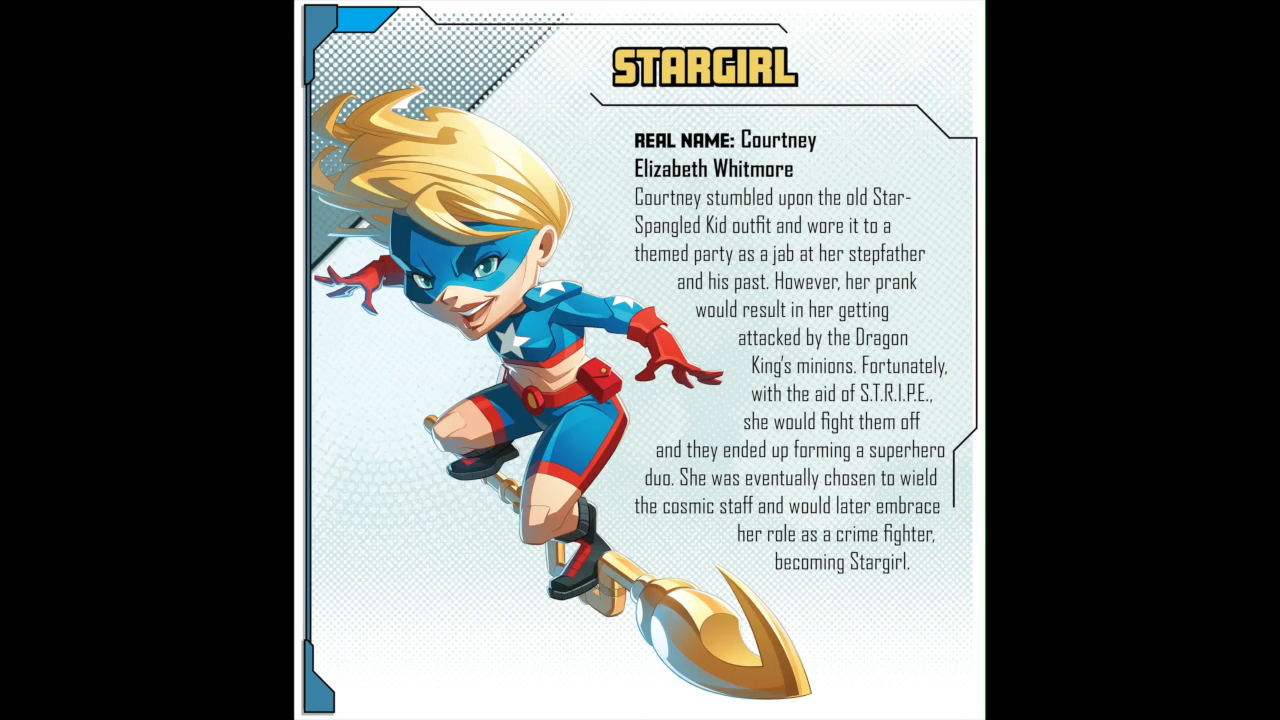 STARGIRL
REAL NAME: Courtney
Elizabeth Whitmore
Courtney stumbled upon the old Star-
Spangled Kid outfit and wore it to a
themed party as a jab at her stepfather
and his past. However, her prank
would result in her getting
attacked by the Dragon
King's minions. Fortunately,
with the aid of S.T.R.I.P.E.,
she would fight them off
and they ended up forming a superhero
duo. She was eventually chosen to wield
the cosmic staff and would later embrace
her role as a crime fighter,
becoming Stargirl.